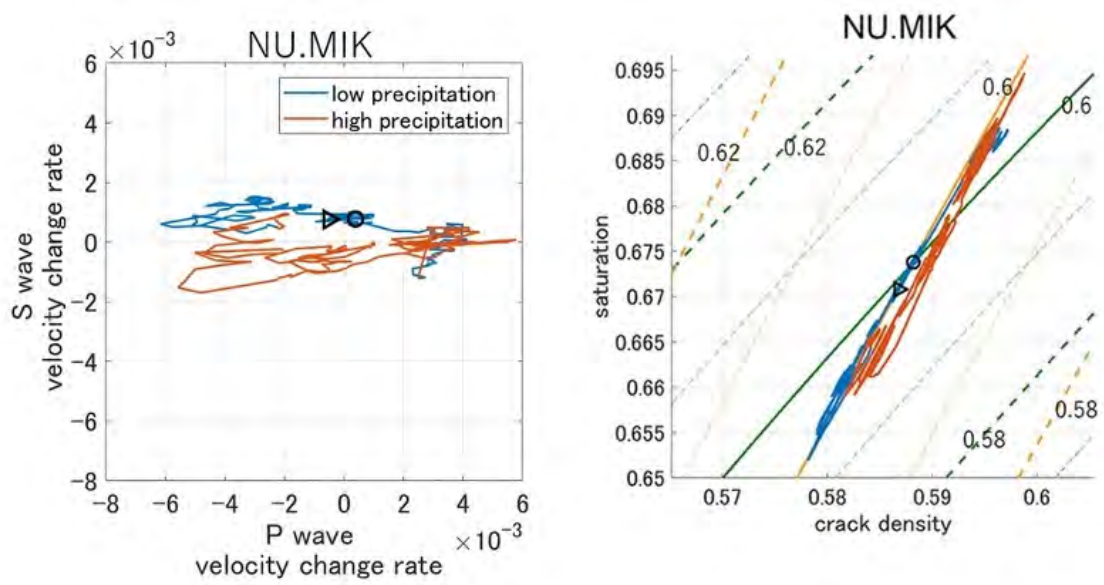 NU.MIK
×10⁻³
6
4
2
0
−2
−4
−6
−8
−8 −6 −4 −2 0 2 4 6
×10⁻³
S wave
velocity change rate
P wave
velocity change rate
low precipitation
high precipitation
NU.MIK
0.695
0.69
0.685
0.68
0.675
0.67
0.665
0.66
0.655
0.65
0.57 0.58 0.59 0.6
saturation
crack density
0.6
0.6
0.62
0.62
0.58
0.58